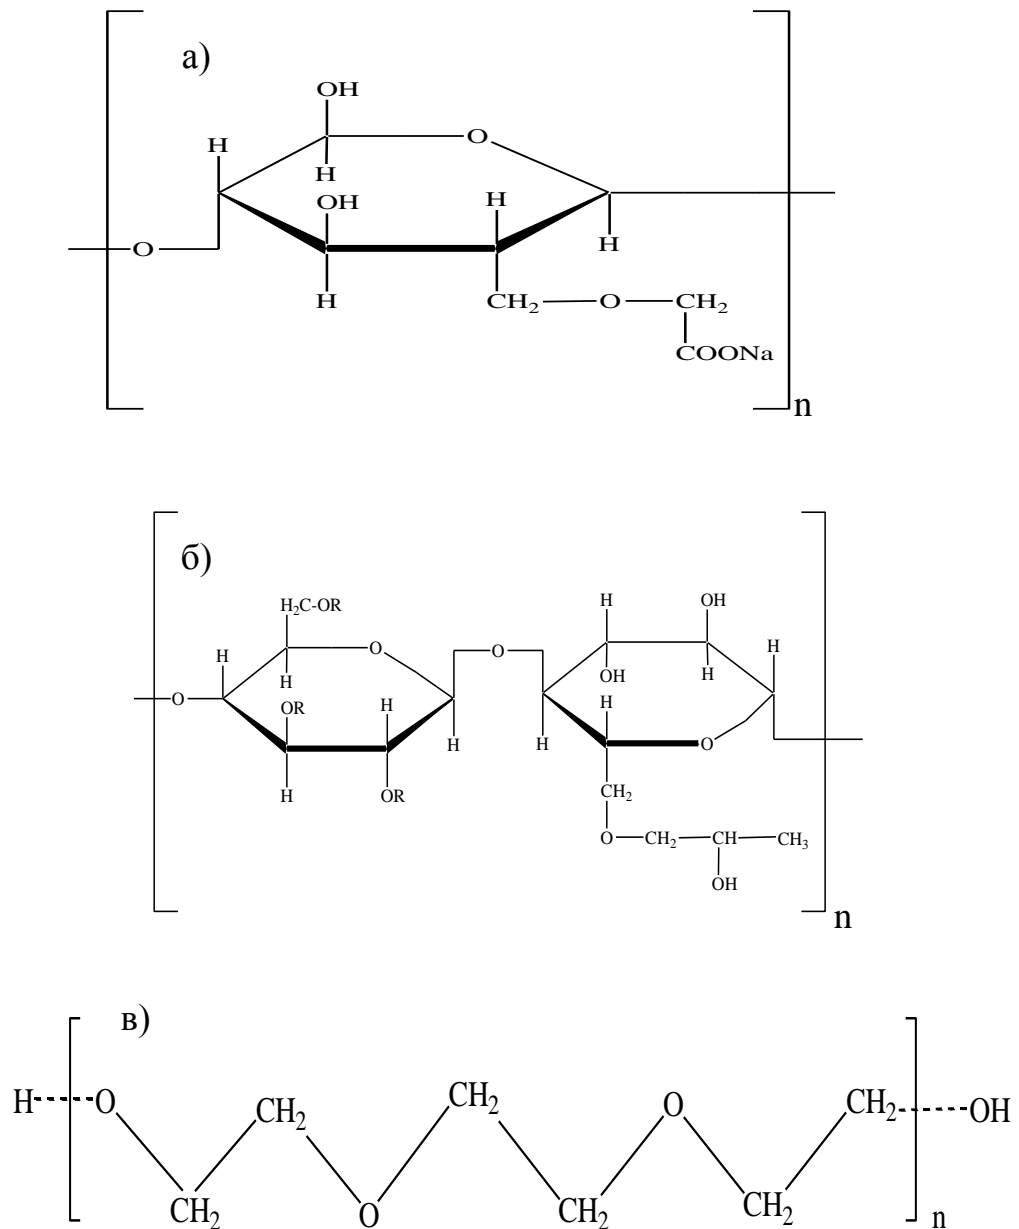 а)
OH
O
H
H
OH
H
O
H
H
CH₂ O CH₂
COONa
n
б)
H₂C-OR
H
OH
H
O
O
H
H
OH
H
O
OR
H
H
H
H
O
H
OR
CH₂
O CH₂ CH CH₃
OH
n
в)
H O CH₂ CH₂ O CH₂ OH
CH₂ O CH₂ CH₂
n